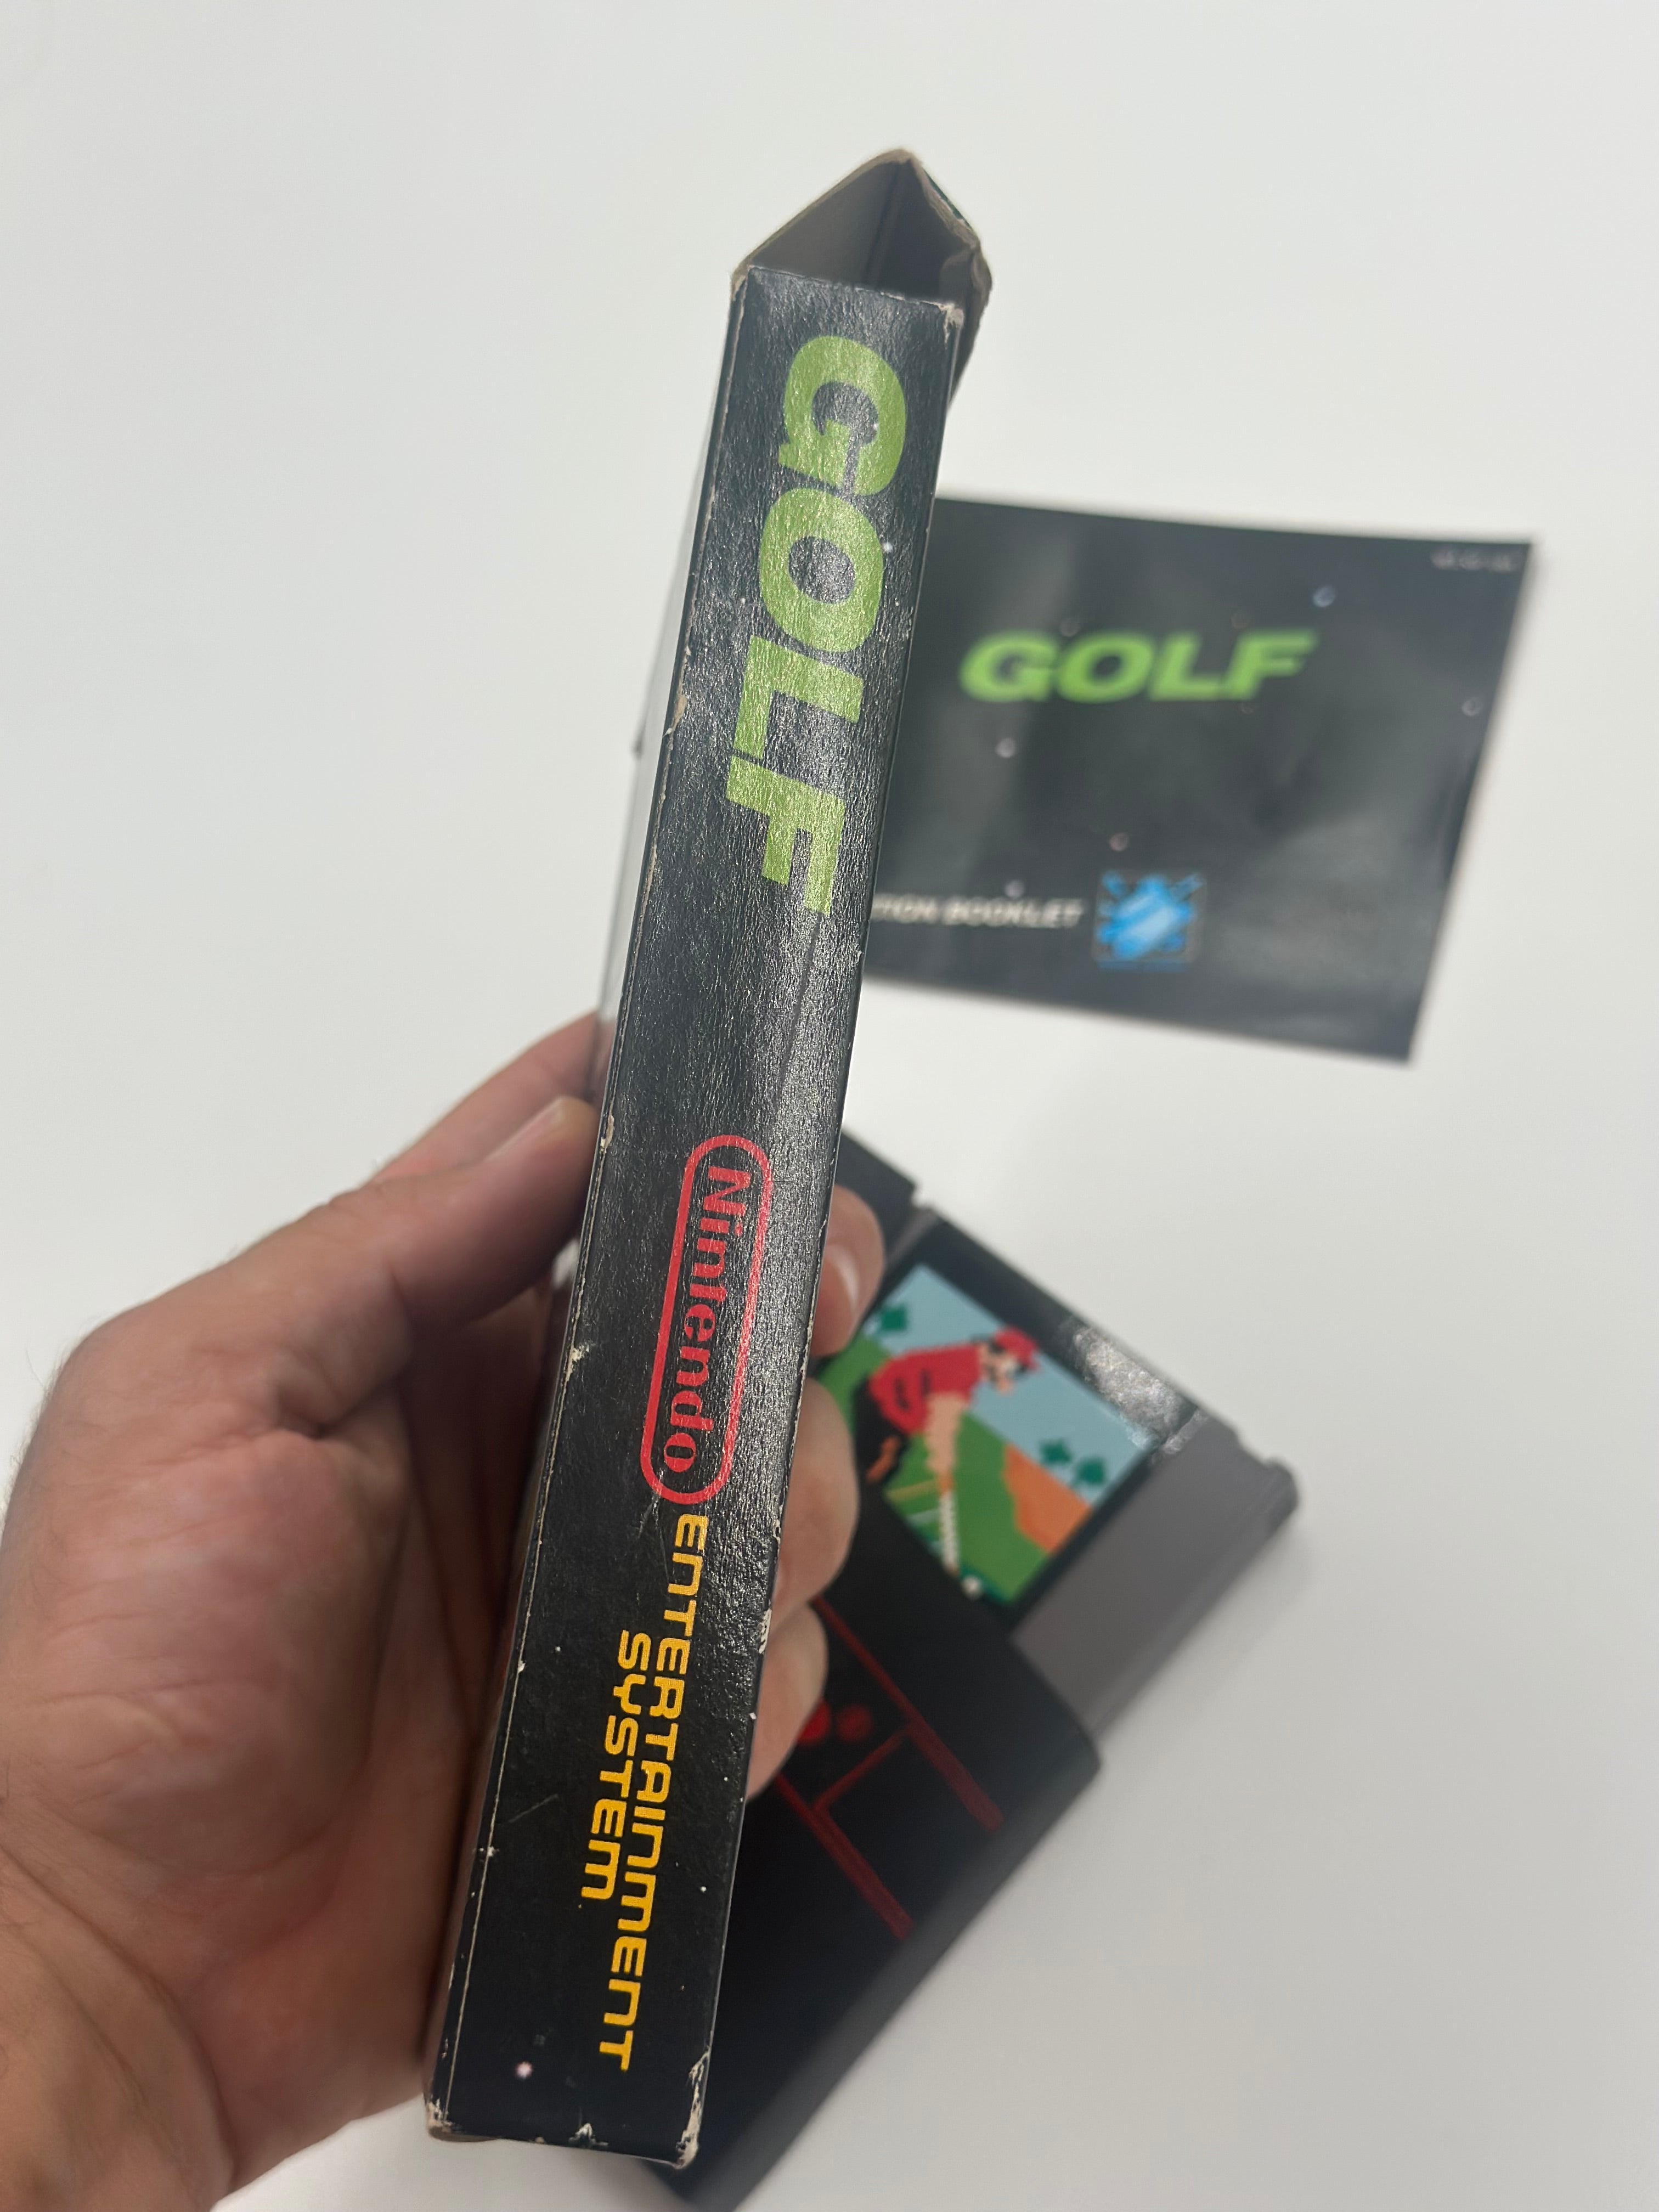 GOLF
Nintendo ENTERTAINMENT
SYSTEM
GOLF
BOOKLET